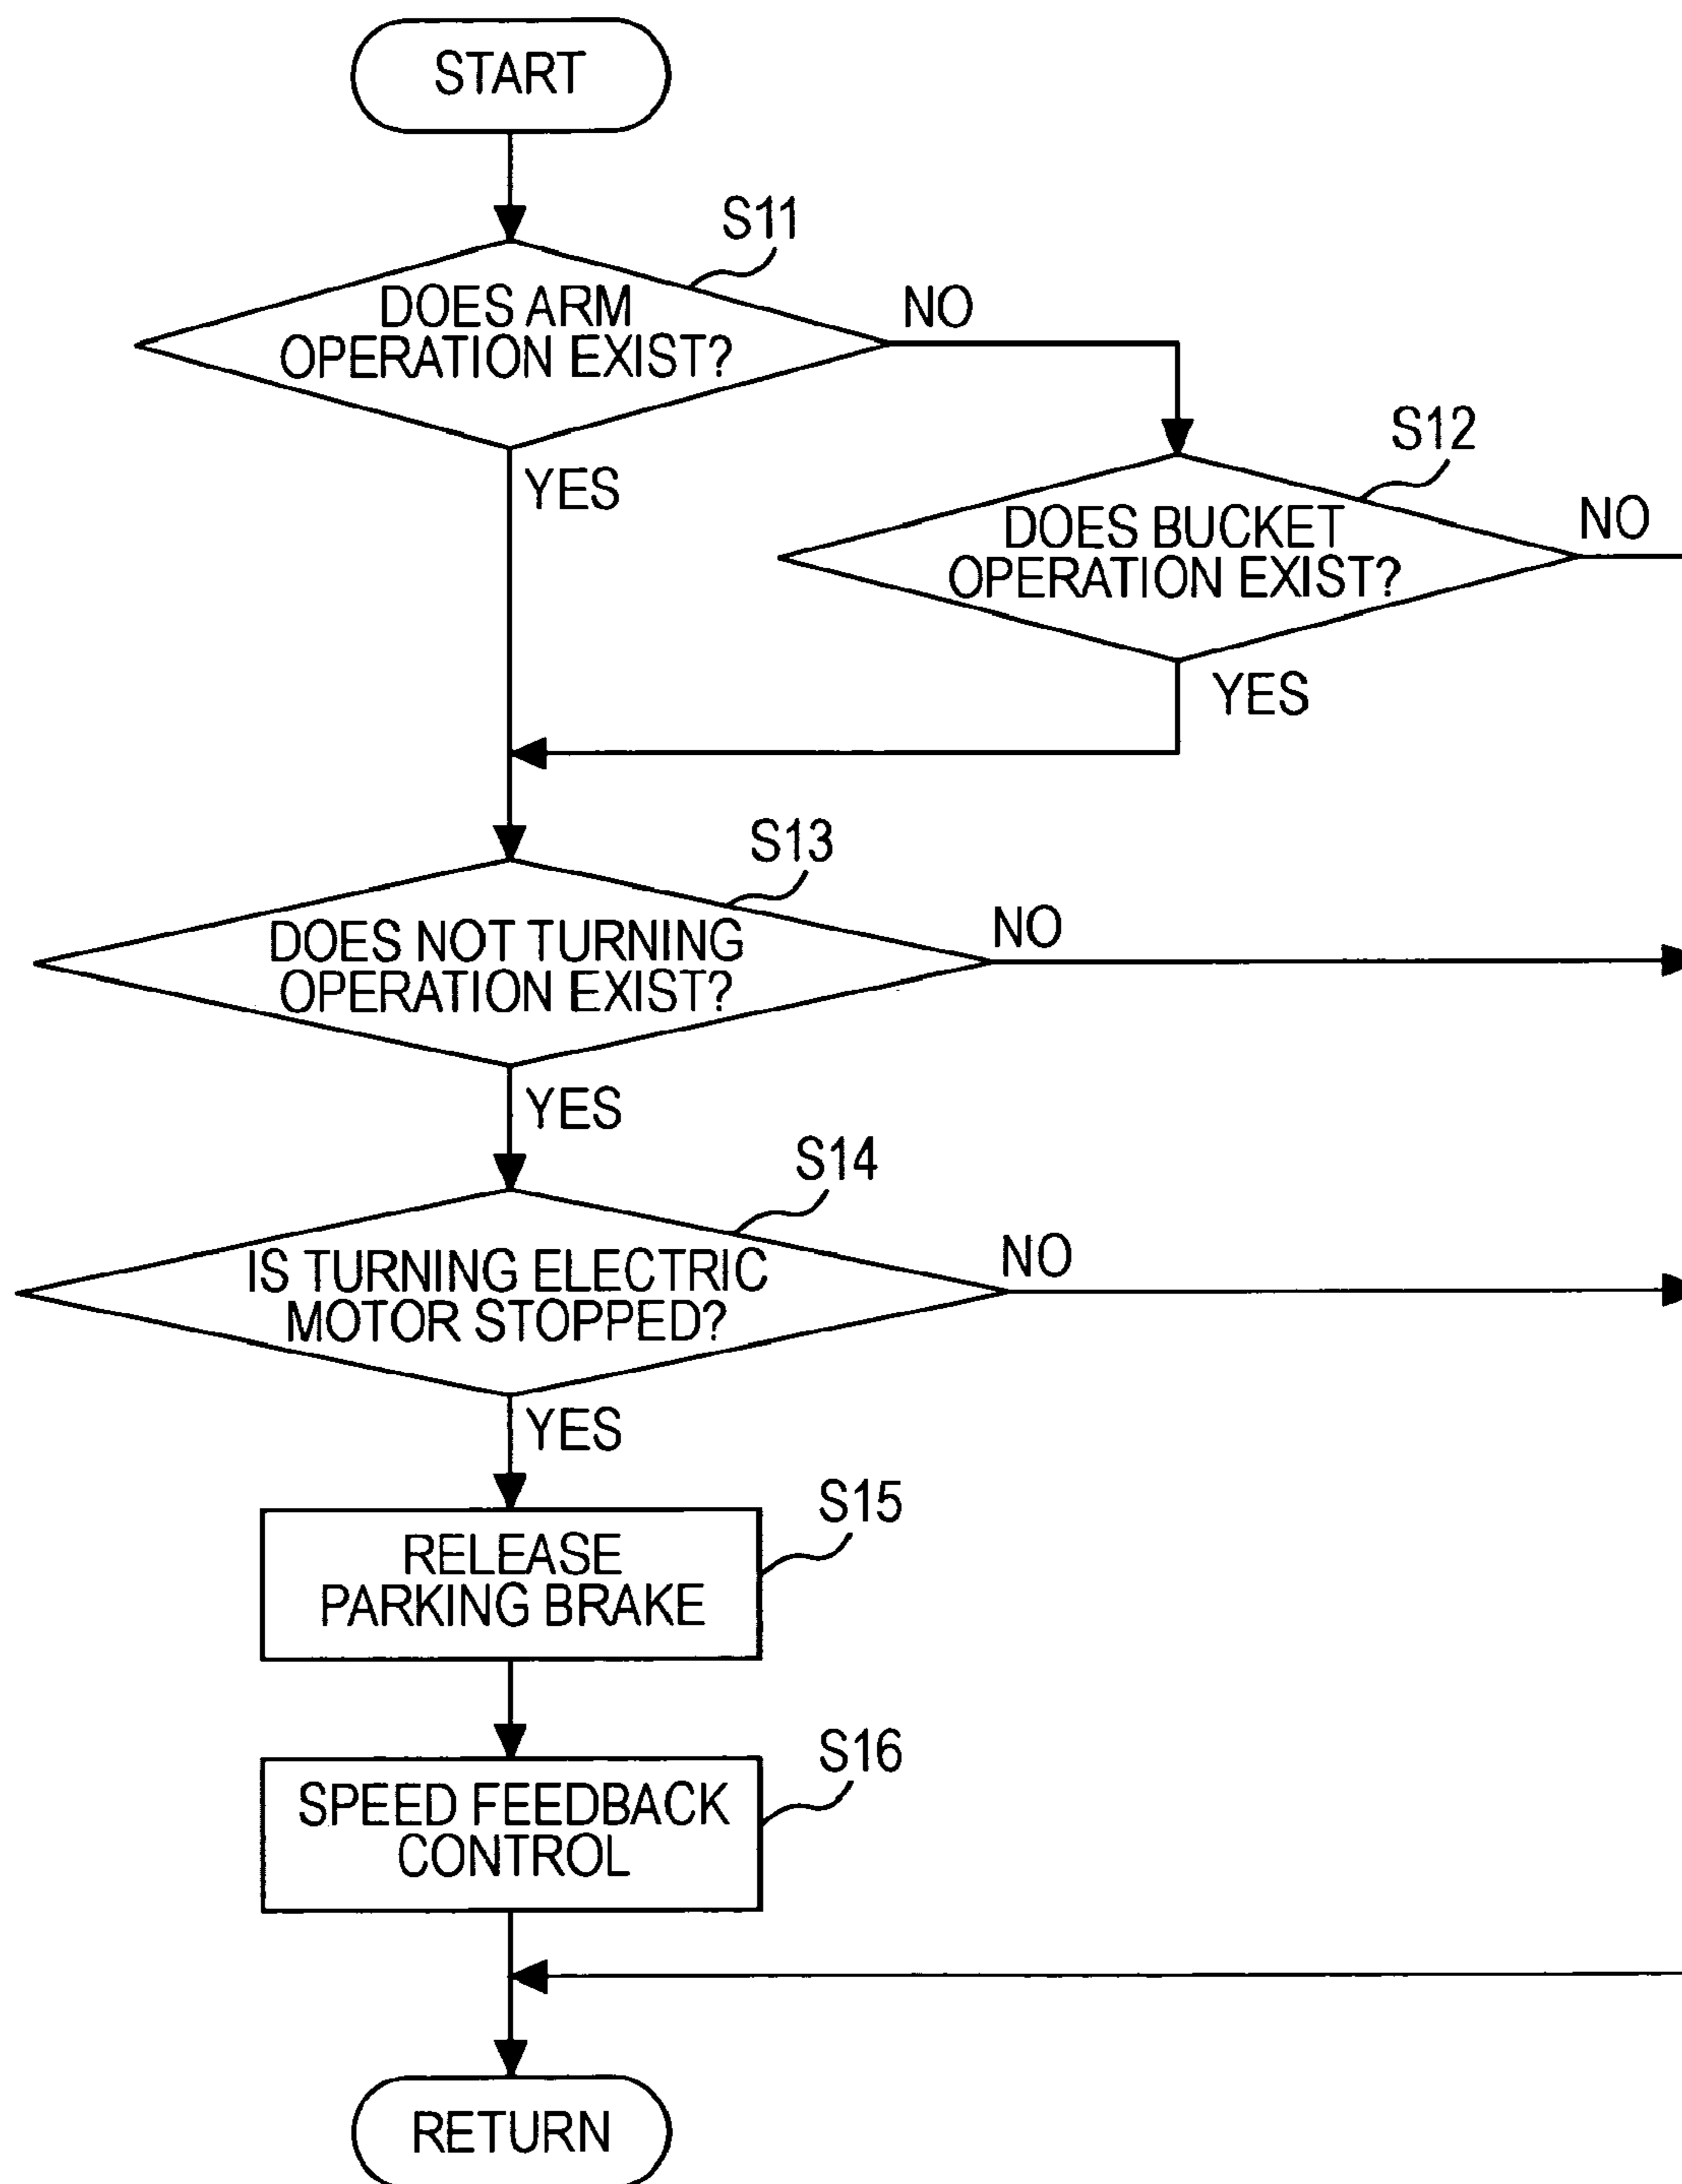 START
S11
DOES ARM
OPERATION EXIST?
NO
YES
S12
DOES BUCKET
OPERATION EXIST?
NO
YES
S13
DOES NOT TURNING
OPERATION EXIST?
NO
YES
S14
IS TURNING ELECTRIC
MOTOR STOPPED?
NO
YES
S15
RELEASE
PARKING BRAKE
S16
SPEED FEEDBACK
CONTROL
RETURN